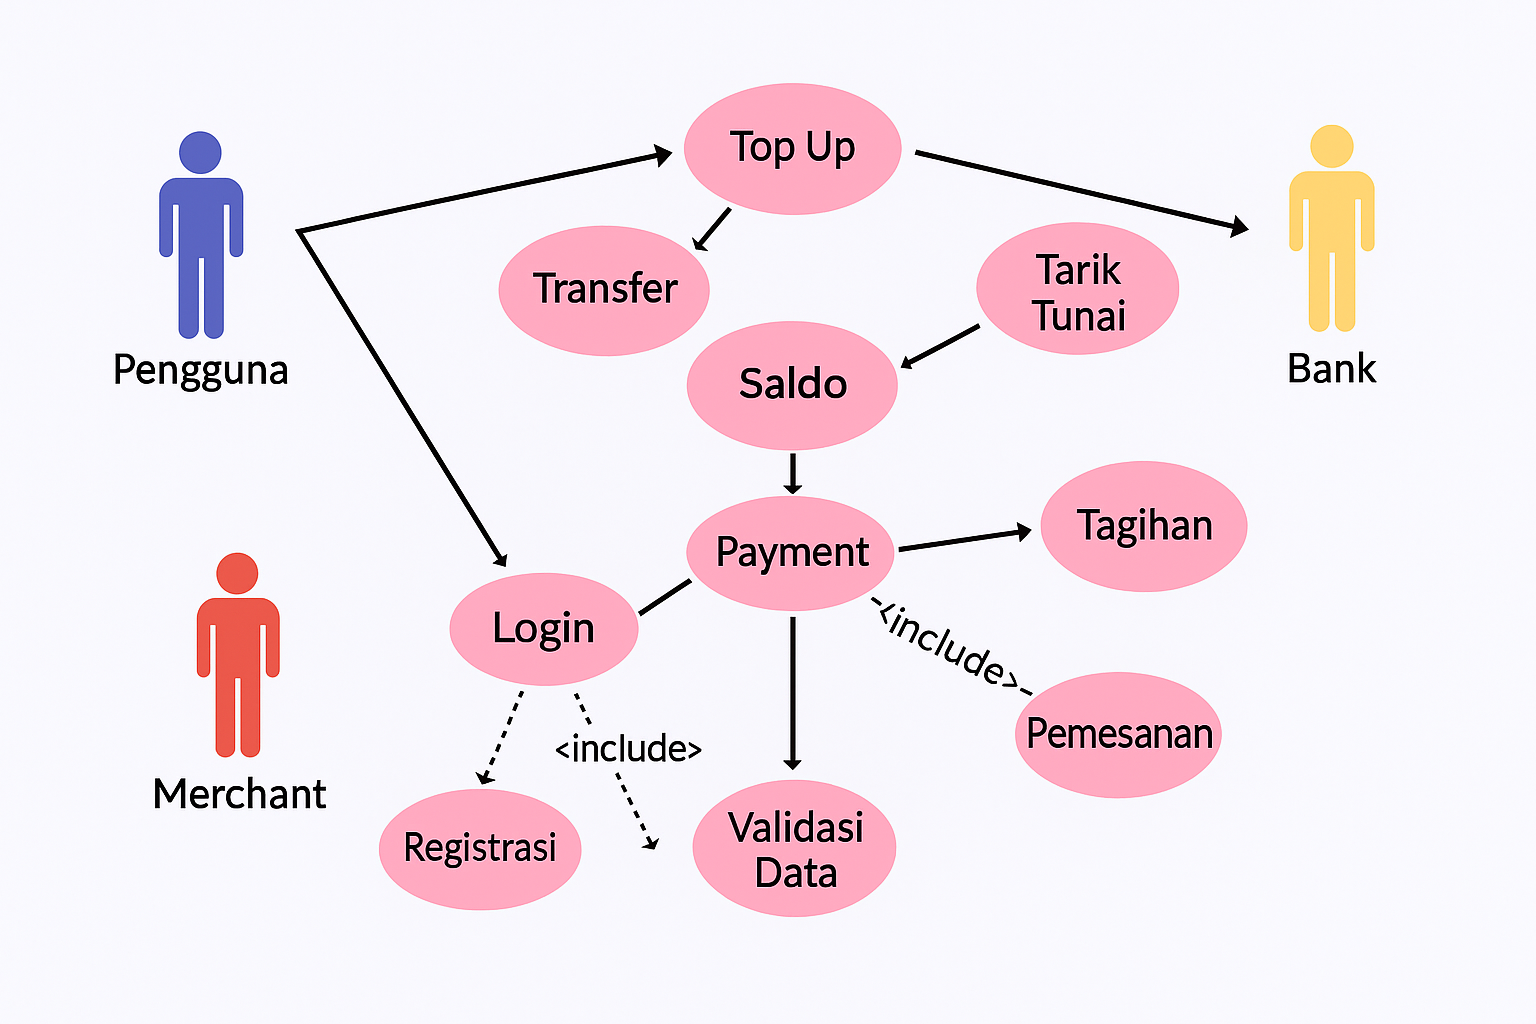 Top Up
Transfer
Tarik
Tunai
Pengguna
Bank
Saldo
Payment
Tagihan
Login
<include>
Pemesanan
<include>
Merchant
Registrasi
Validasi
Data